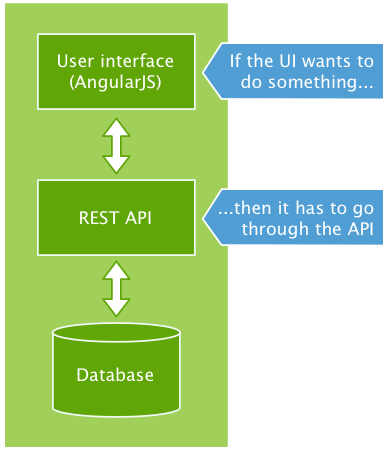 User interface
(AngularJS)
If the UI wants to
do something...
REST API
...then it has to go
through the API
Database